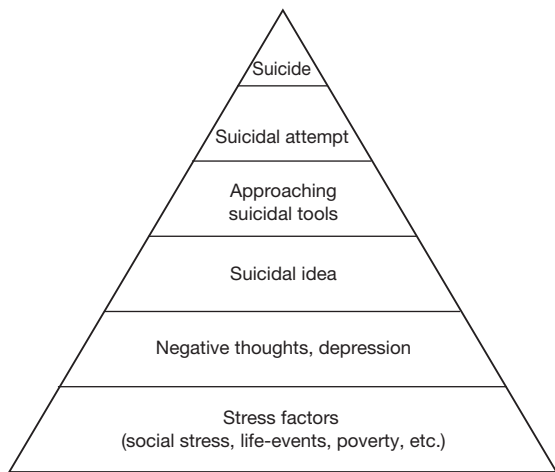 Suicide
Suicidal attempt
Approaching
suicidal tools
Suicidal idea
Negative thoughts, depression
Stress factors
(social stress, life-events, poverty, etc.)